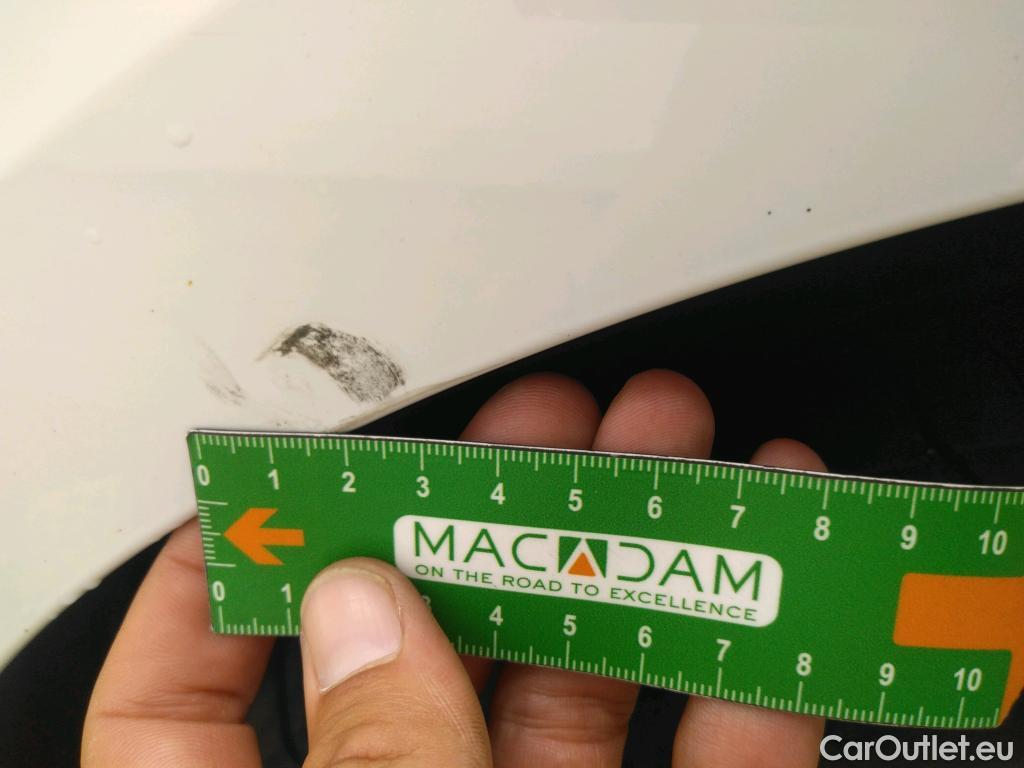 0 1 2 3 4 5 6 7 8 9 10
MACADAM
ON THE ROAD TO EXCELLENCE
0 1 3 4 5 6 7 8 9 10
CarOutlet.eu